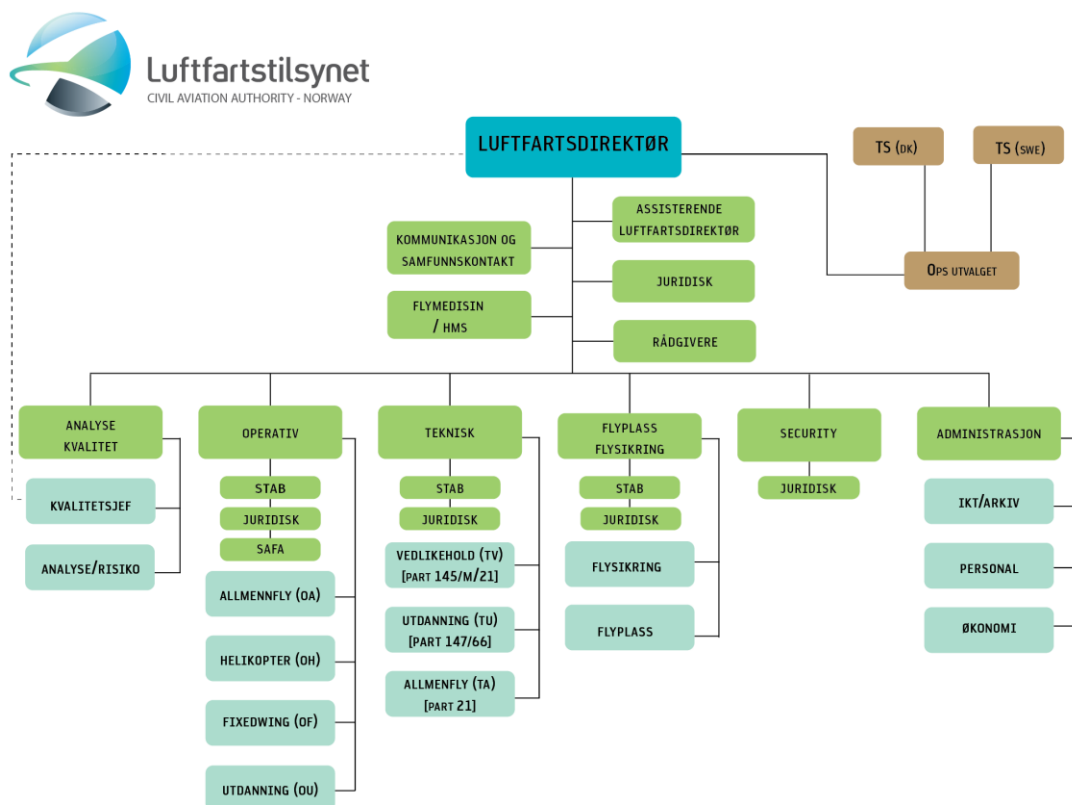 Luftfartstilsynet
CIVIL AVIATION AUTHORITY - NORWAY
LUFTFARTSDIREKTØR
TS (DK)
TS (SWE)
OPS UTVALGET
ASSISTERENDE
LUFTFARTSDIREKTØR
KOMMUNIKASJON OG
SAMFUNNSKONTAKT
JURIDISK
FLYMEDISIN
/ HMS
RÅDGIVERE
ANALYSE
KVALITET
KVALITETSJEF
ANALYSE/RISIKO
OPERATIV
STAB
JURIDISK
SAFA
ALLMENNFLY (OA)
HELIKOPTER (OH)
FIXEDWING (OF)
UTDANNING (OU)
TEKNISK
STAB
JURIDISK
VEDLIKEHOLD (TV)
[PART 145/M/21]
UTDANNING (TU)
[PART 147/66]
ALLMENFLY (TA)
[PART 21]
FLYPLASS
FLYSIKRING
STAB
JURIDISK
FLYSIKRING
FLYPLASS
SECURITY
JURIDISK
ADMINISTRASJON
IKT/ARKIV
PERSONAL
ØKONOMI